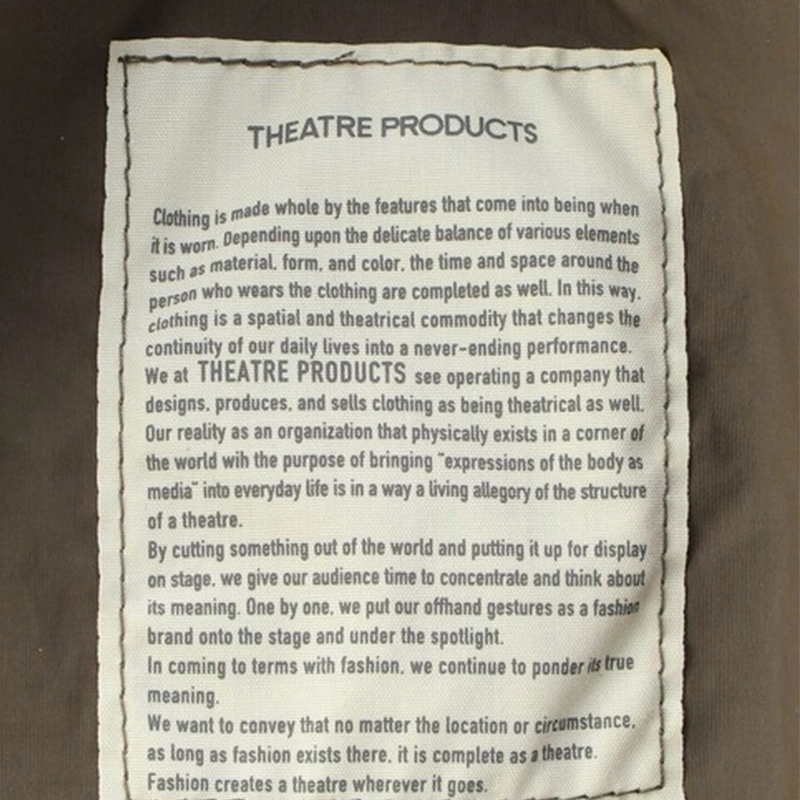 THEATRE PRODUCTS
Clothing is made whole by the features that come into being when
it is worn. Depending upon the delicate balance of various elements
such as material, form, and color, the time and space around the
person who wears the clothing are completed as well. In this way,
clothing is a spatial and theatrical commodity that changes the
continuity of our daily lives into a never-ending performance.
We at THEATRE PRODUCTS see operating a company that
designs, produces, and sells clothing as being theatrical as well.
Our reality as an organization that physically exists in a corner of
the world wih the purpose of bringing "expressions of the body as
media" into everyday life is in a way a living allegory of the structure
of a theatre.
By cutting something out of the world and putting it up for display
on stage, we give our audience time to concentrate and think about
its meaning. One by one, we put our offhand gestures as a fashion
brand onto the stage and under the spotlight.
In coming to terms with fashion, we continue to ponder its true
meaning.
We want to convey that no matter the location or circumstance,
as long as fashion exists there, it is complete as a theatre.
Fashion creates a theatre wherever it goes.